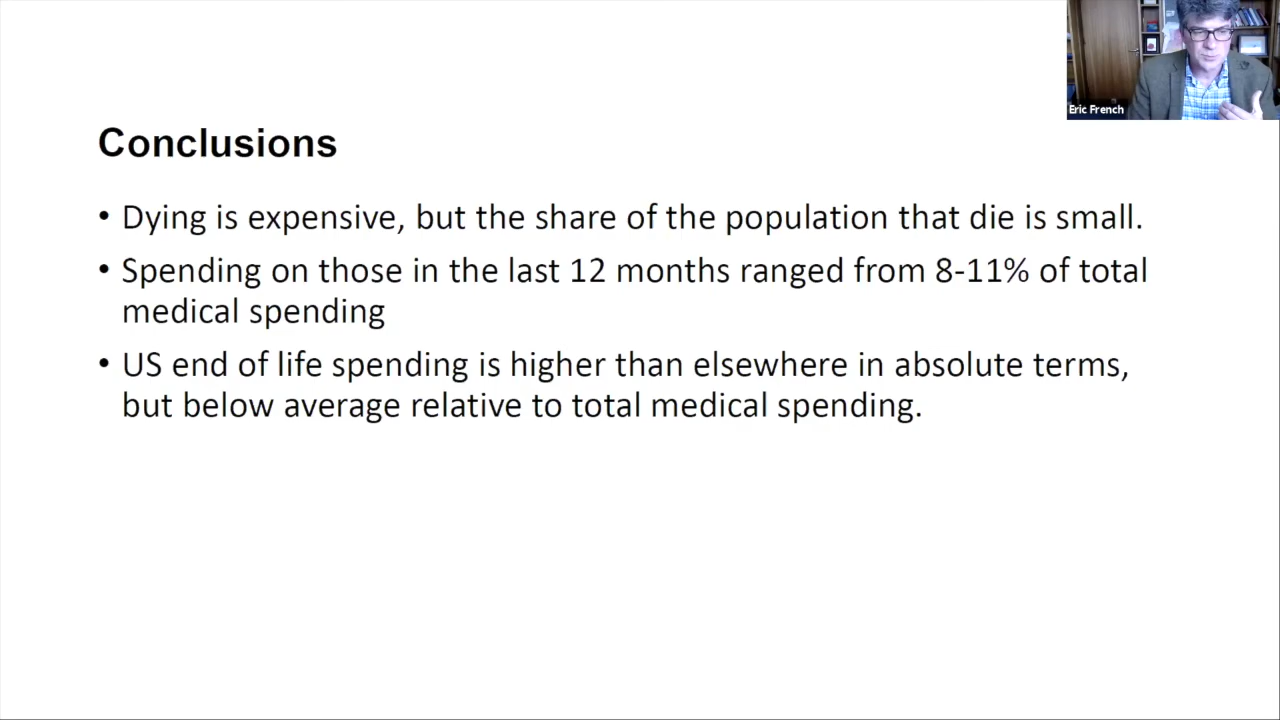 Eric French
Conclusions
• Dying is expensive, but the share of the population that die is small.
• Spending on those in the last 12 months ranged from 8-11% of total
medical spending
• US end of life spending is higher than elsewhere in absolute terms,
but below average relative to total medical spending.